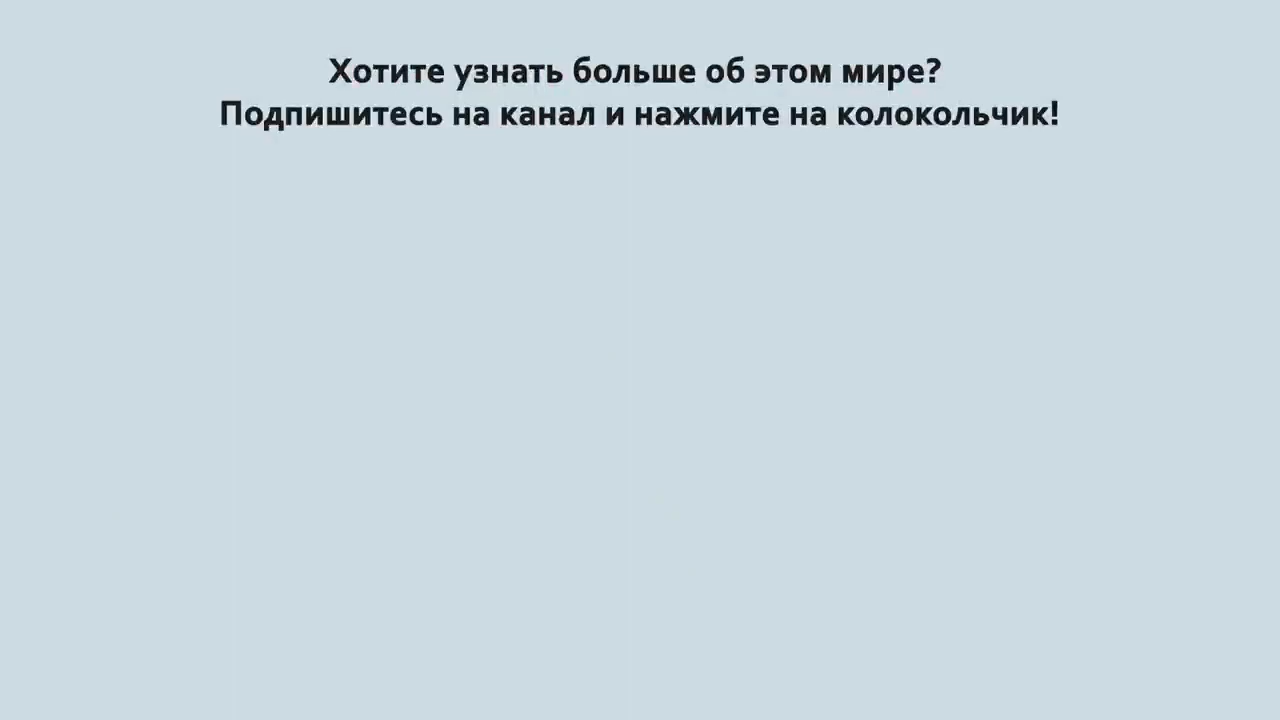 Хотите узнать больше об этом мире?
Подпишитесь на канал и нажмите на колокольчик!